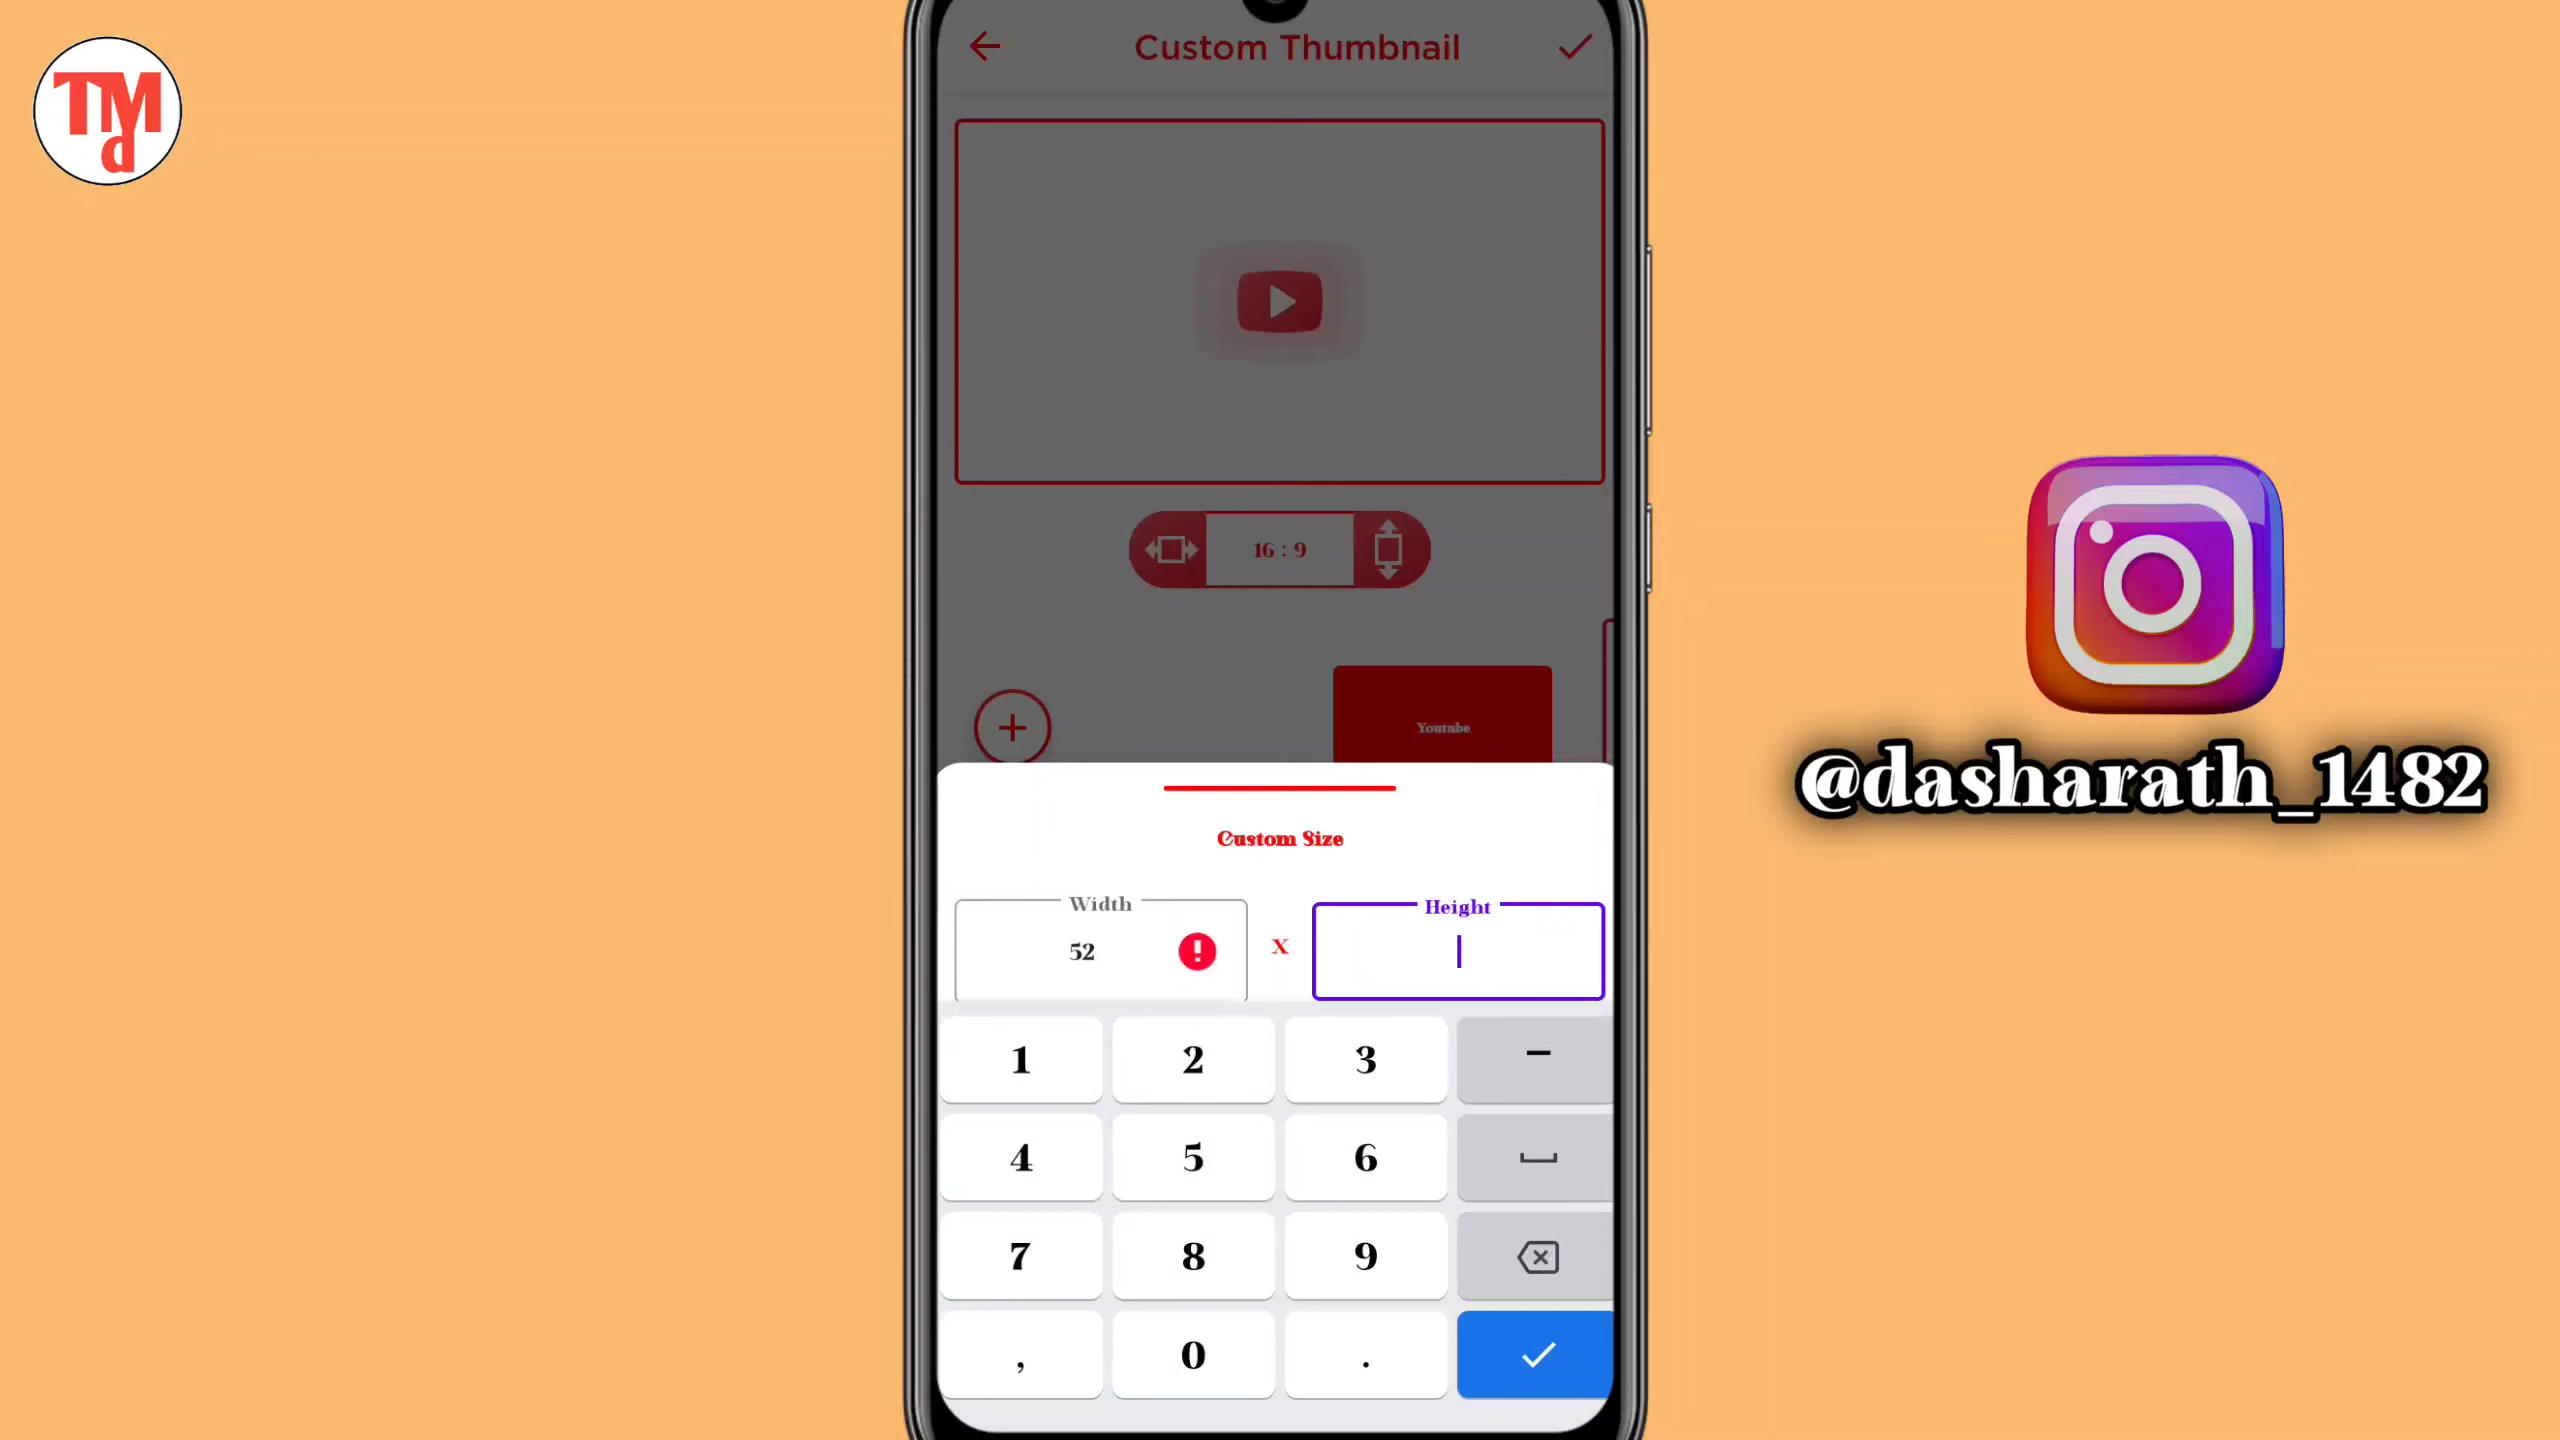 TMd
Custom Thumbnail
16 : 9
Youtube
Custom Size
Width
Height
52
X
1 2 3 –
4 5 6
7 8 9
, 0 .
@dasharath_1482